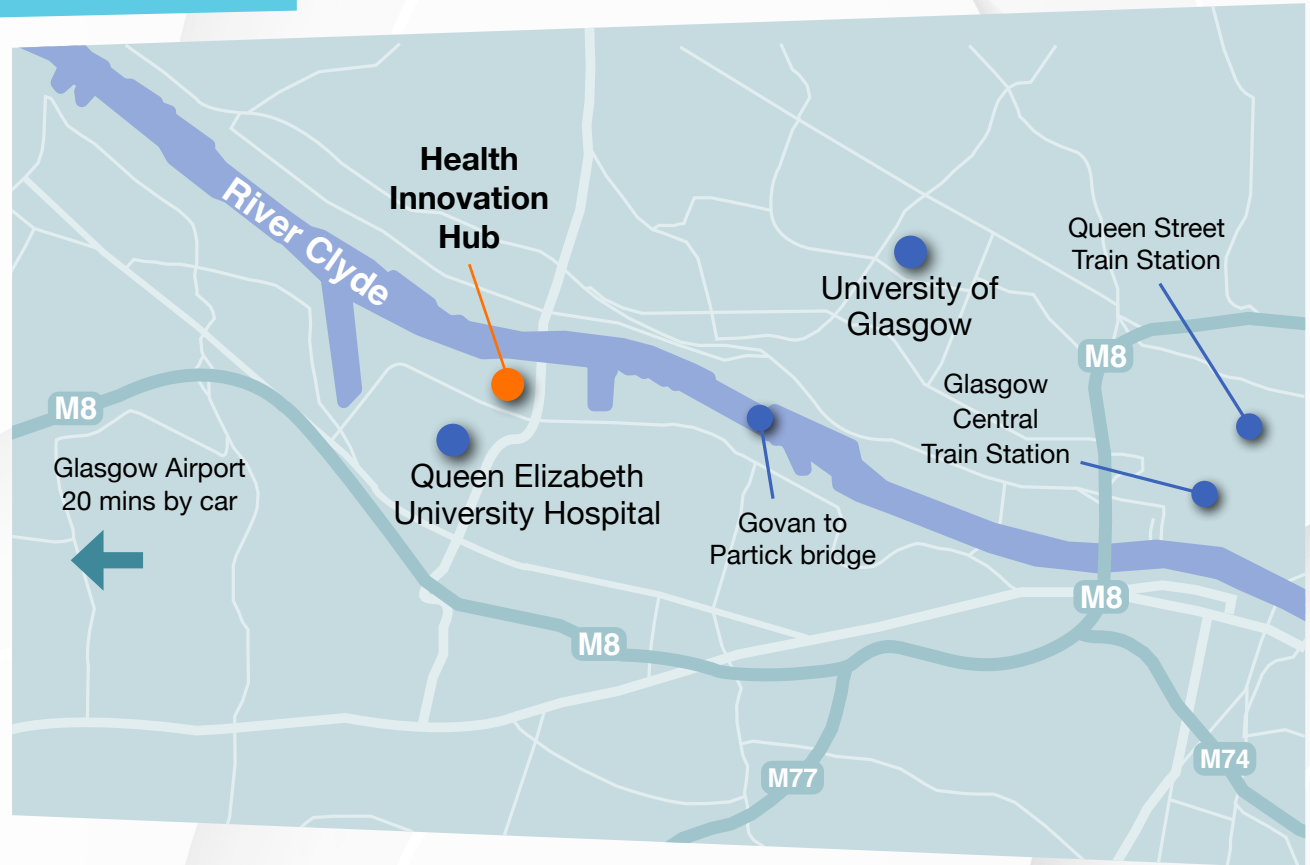 Health
Innovation
Hub
River Clyde
Queen Street
Train Station
University of
Glasgow
M8
Glasgow
Central
Train Station
M8
Glasgow Airport
20 mins by car
Queen Elizabeth
University Hospital
Govan to
Partick bridge
M8
M8
M77
M74